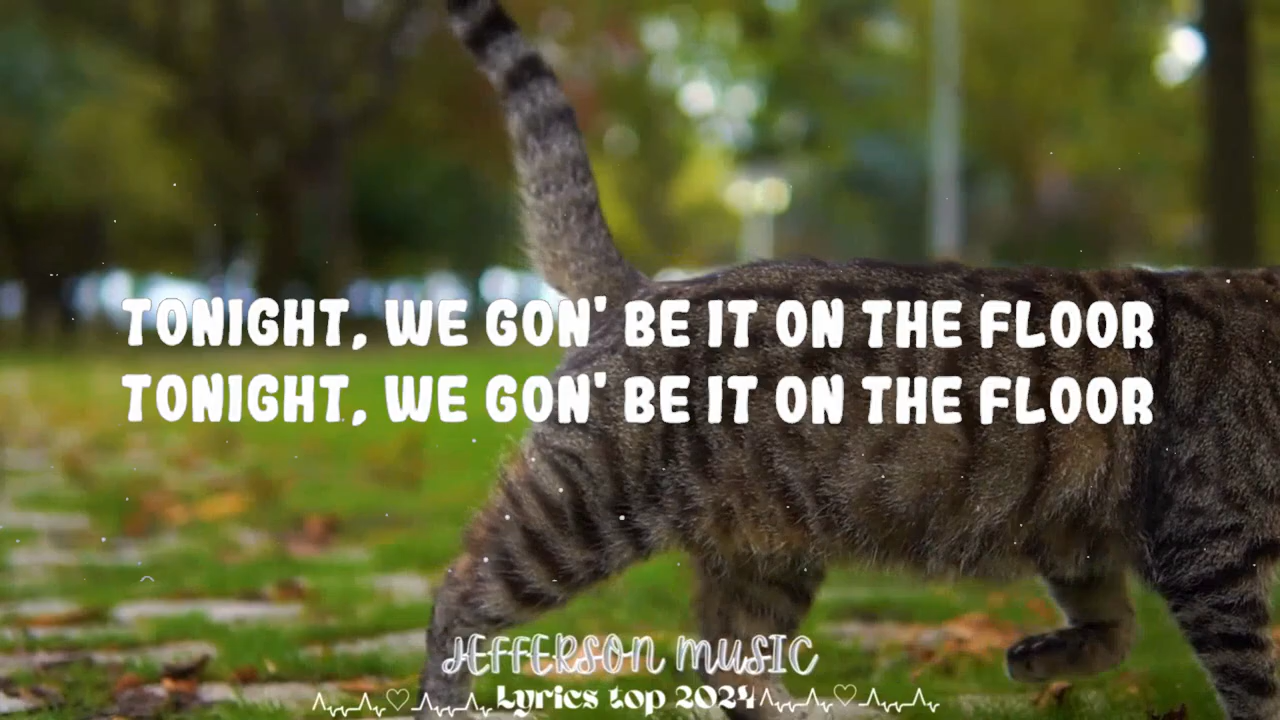 TONIGHT, WE GON' BE IT ON THE FLOOR
TONIGHT, WE GON' BE IT ON THE FLOOR
JEFFERSON MUSIC
Lyrics top 2024